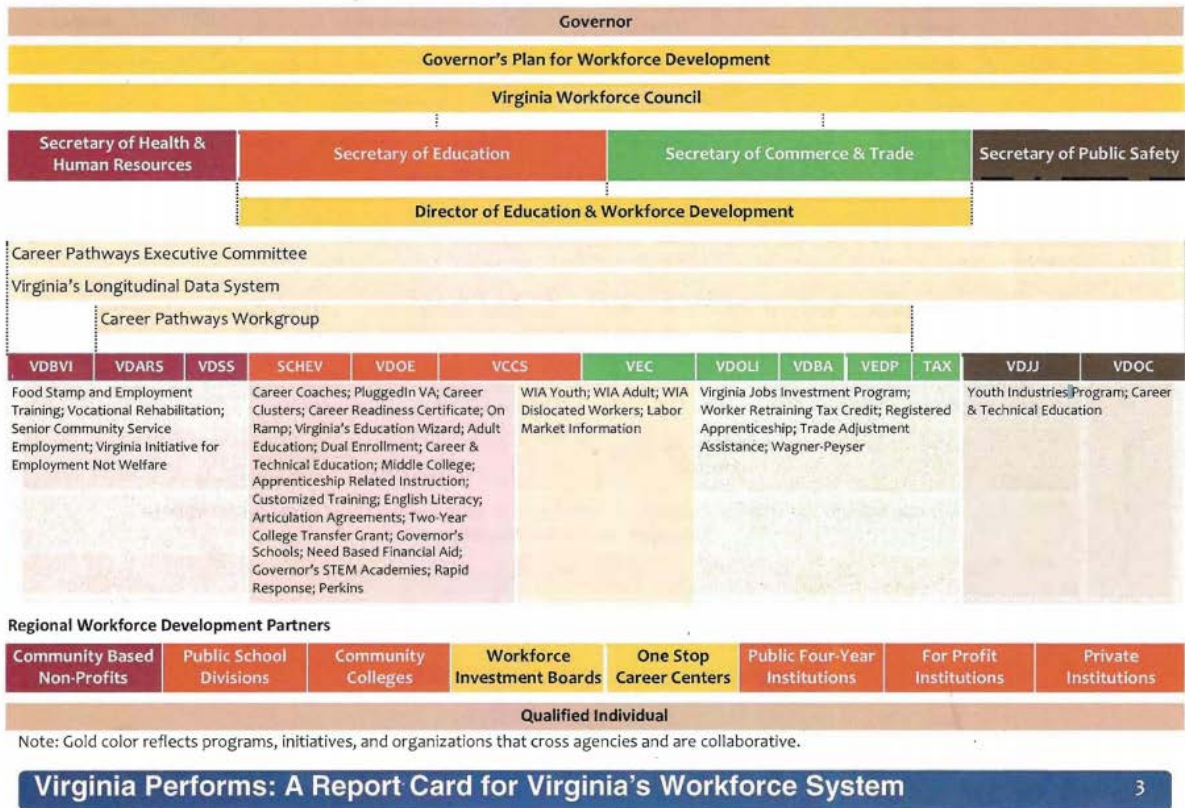 Governor
Governor's Plan for Workforce Development
Virginia Workforce Council
Secretary of Health &
Human Resources
Secretary of Education
Secretary of Commerce & Trade
Secretary of Public Safety
Director of Education & Workforce Development
Career Pathways Executive Committee
Virginia's Longitudinal Data System
Career Pathways Workgroup
VDBVI
VDARS
VDSS
SCHEV
VDOE
VCCS
VEC
VDOLI
VDBA
VEDP
TAX
VDJJ
VDOC
Food Stamp and Employment
Training; Vocational Rehabilitation;
Senior Community Service
Employment; Virginia Initiative for
Employment Not Welfare
Career Coaches; PluggedIn VA; Career
Clusters; Career Readiness Certificate; On
Ramp; Virginia's Education Wizard; Adult
Education; Dual Enrollment; Career &
Technical Education; Middle College;
Apprenticeship Related Instruction;
Customized Training; English Literacy;
Articulation Agreements; Two-Year
College Transfer Grant; Governor's
Schools; Need Based Financial Aid;
Governor's STEM Academies; Rapid
Response; Perkins
WIA Youth; WIA Adult; WIA
Dislocated Workers; Labor
Market Information
Virginia Jobs Investment Program;
Worker Retraining Tax Credit; Registered
Apprenticeship; Trade Adjustment
Assistance; Wagner-Peyser
Youth Industries Program; Career
& Technical Education
Regional Workforce Development Partners
Community Based
Non-Profits
Public School
Divisions
Community
Colleges
Workforce
Investment Boards
One Stop
Career Centers
Public Four-Year
Institutions
For Profit
Institutions
Private
Institutions
Qualified Individual
Note: Gold color reflects programs, initiatives, and organizations that cross agencies and are collaborative.
Virginia Performs: A Report Card for Virginia's Workforce System 3